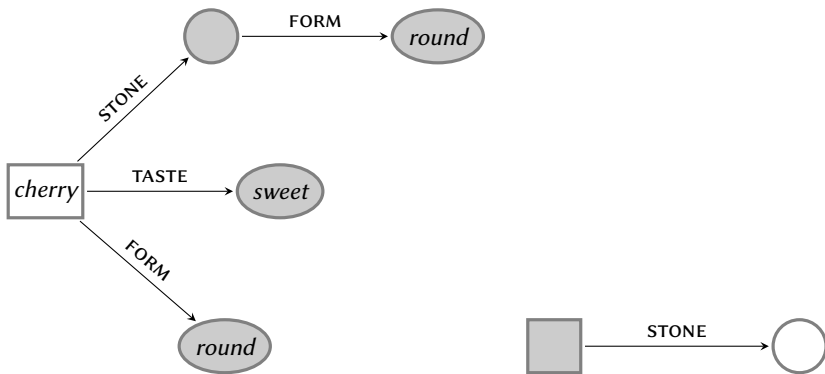 FORM
round
STONE
cherry
TASTE
sweet
FORM
round
STONE